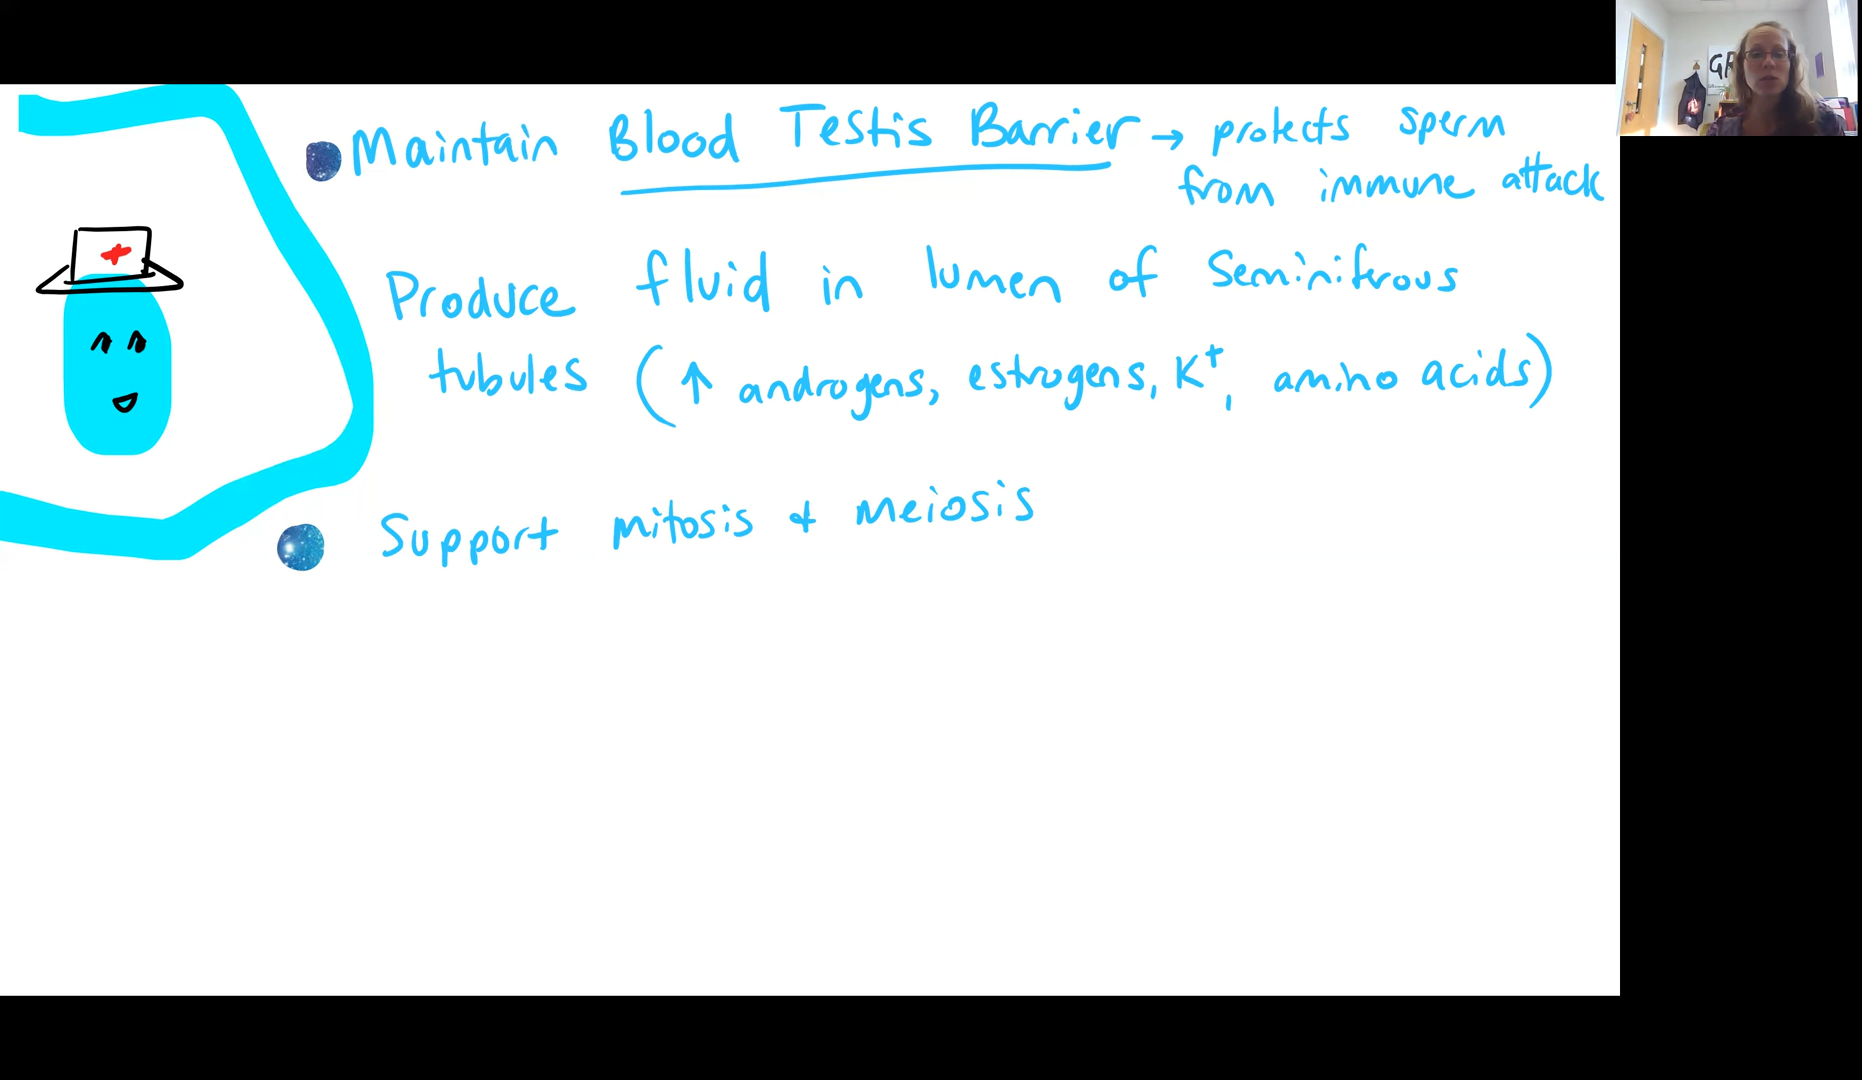 Maintain Blood Testis Barrier → protects sperm
from immune attack
Produce fluid in lumen of seminiferous
tubules (↑ androgens, estrogens, K⁺, amino acids)
Support mitosis & meiosis